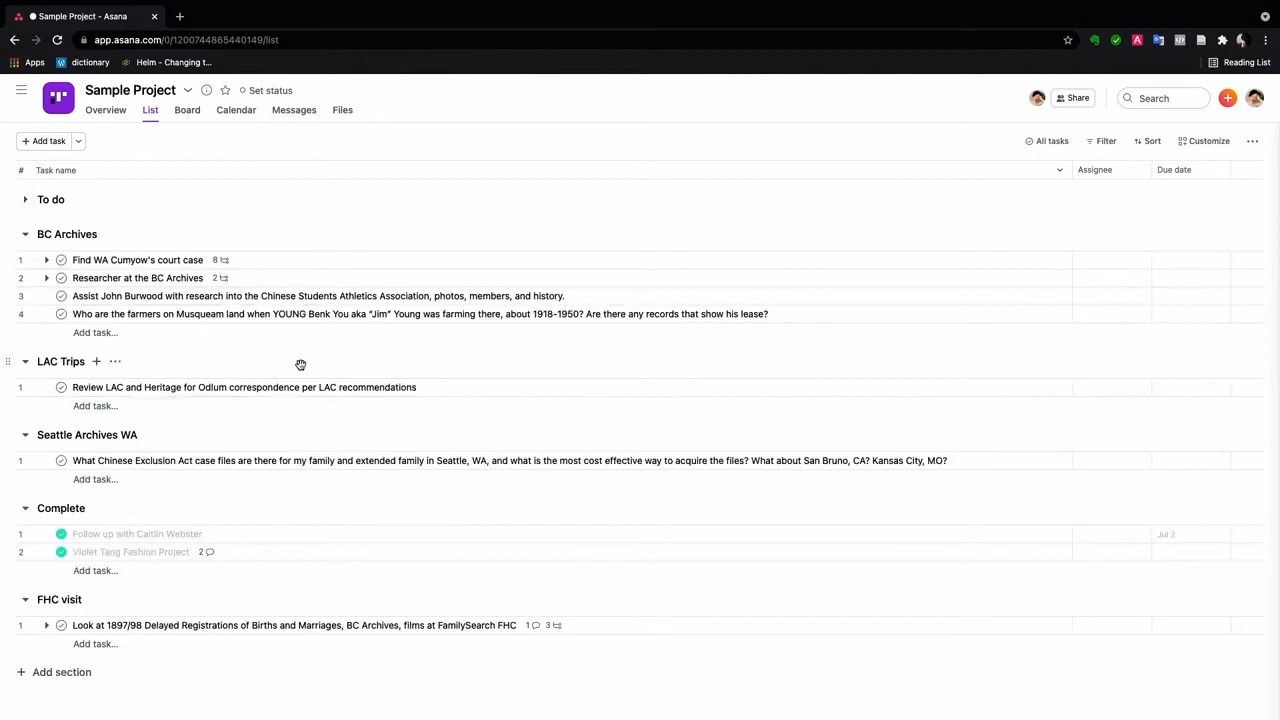 Sample Project - Asana
app.asana.com/0/1200744865440149/list
Apps dictionary Helm - Changing t... Reading List
Sample Project Set status
Share Search
Overview List Board Calendar Messages Files
+ Add task All tasks Filter Sort Customize
# Task name Assignee Due date
To do
BC Archives
1 Find WA Cumyow's court case 8
2 Researcher at the BC Archives 2
3 Assist John Burwood with research into the Chinese Students Athletics Association, photos, members, and history.
4 Who are the farmers on Musqueam land when YOUNG Benk You aka “Jim” Young was farming there, about 1918-1950? Are there any records that show his lease?
Add task...
LAC Trips
1 Review LAC and Heritage for Odlum correspondence per LAC recommendations
Add task...
Seattle Archives WA
1 What Chinese Exclusion Act case files are there for my family and extended family in Seattle, WA, and what is the most cost effective way to acquire the files? What about San Bruno, CA? Kansas City, MO?
Add task...
Complete
1 Follow up with Caitlin Webster Jul 2
2 Violet Tang Fashion Project 2
Add task...
FHC visit
1 Look at 1897/98 Delayed Registrations of Births and Marriages, BC Archives, films at FamilySearch FHC 1 3
Add task...
+ Add section